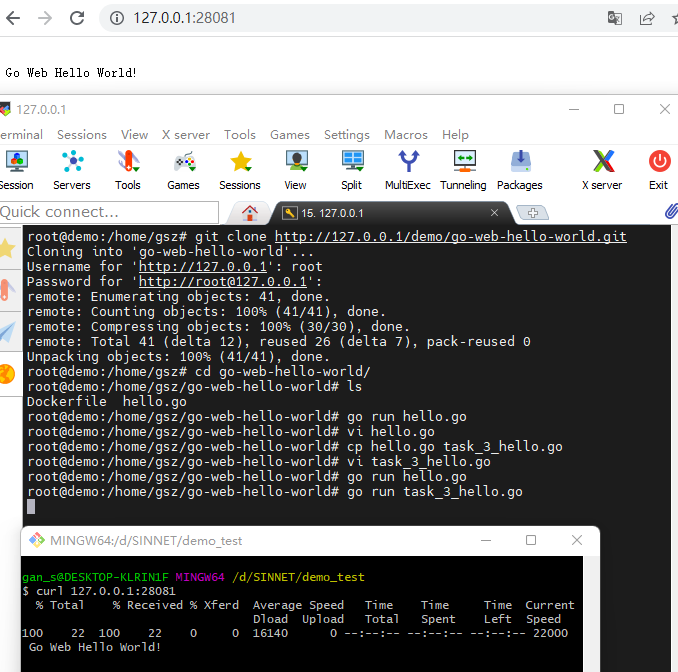 127.0.0.1:28081
Go Web Hello World!
127.0.0.1
erminal Sessions View X server Tools Games Settings Macros Help
Session Servers Tools Games Sessions View Split MultiExec Tunneling Packages X server Exit
Quick connect...
15. 127.0.0.1
root@demo:/home/gsz# git clone http://127.0.0.1/demo/go-web-hello-world.git
Cloning into 'go-web-hello-world'...
Username for 'http://127.0.0.1': root
Password for 'http://root@127.0.0.1':
remote: Enumerating objects: 41, done.
remote: Counting objects: 100% (41/41), done.
remote: Compressing objects: 100% (30/30), done.
remote: Total 41 (delta 12), reused 26 (delta 7), pack-reused 0
Unpacking objects: 100% (41/41), done.
root@demo:/home/gsz# cd go-web-hello-world/
root@demo:/home/gsz/go-web-hello-world# ls
Dockerfile  hello.go
root@demo:/home/gsz/go-web-hello-world# go run hello.go
root@demo:/home/gsz/go-web-hello-world# vi hello.go
root@demo:/home/gsz/go-web-hello-world# cp hello.go task_3_hello.go
root@demo:/home/gsz/go-web-hello-world# vi task_3_hello.go
root@demo:/home/gsz/go-web-hello-world# go run hello.go
root@demo:/home/gsz/go-web-hello-world# go run task_3_hello.go
MINGW64:/d/SINNET/demo_test
gan_s@DESKTOP-KLRIN1F MINGW64 /d/SINNET/demo_test
$ curl 127.0.0.1:28081
% Total % Received % Xferd Average Speed Time Time Time Current
Dload Upload Total Spent Left Speed
100 22 100 22 0 0 16140 0 --:--:-- --:--:-- --:--:-- 22000
Go Web Hello World!